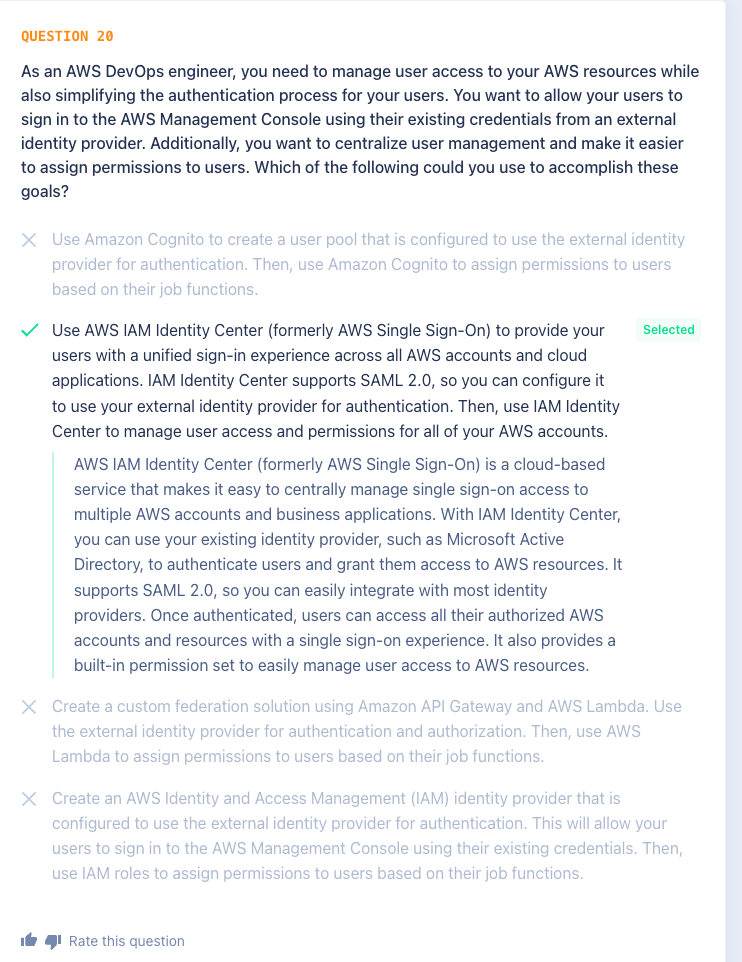 QUESTION 20
As an AWS DevOps engineer, you need to manage user access to your AWS resources while
also simplifying the authentication process for your users. You want to allow your users to
sign in to the AWS Management Console using their existing credentials from an external
identity provider. Additionally, you want to centralize user management and make it easier
to assign permissions to users. Which of the following could you use to accomplish these
goals?
Use Amazon Cognito to create a user pool that is configured to use the external identity
provider for authentication. Then, use Amazon Cognito to assign permissions to users
based on their job functions.
Use AWS IAM Identity Center (formerly AWS Single Sign-On) to provide your
users with a unified sign-in experience across all AWS accounts and cloud
applications. IAM Identity Center supports SAML 2.0, so you can configure it
to use your external identity provider for authentication. Then, use IAM Identity
Center to manage user access and permissions for all of your AWS accounts.
Selected
AWS IAM Identity Center (formerly AWS Single Sign-On) is a cloud-based
service that makes it easy to centrally manage single sign-on access to
multiple AWS accounts and business applications. With IAM Identity Center,
you can use your existing identity provider, such as Microsoft Active
Directory, to authenticate users and grant them access to AWS resources. It
supports SAML 2.0, so you can easily integrate with most identity
providers. Once authenticated, users can access all their authorized AWS
accounts and resources with a single sign-on experience. It also provides a
built-in permission set to easily manage user access to AWS resources.
Create a custom federation solution using Amazon API Gateway and AWS Lambda. Use
the external identity provider for authentication and authorization. Then, use AWS
Lambda to assign permissions to users based on their job functions.
Create an AWS Identity and Access Management (IAM) identity provider that is
configured to use the external identity provider for authentication. This will allow your
users to sign in to the AWS Management Console using their existing credentials. Then,
use IAM roles to assign permissions to users based on their job functions.
Rate this question